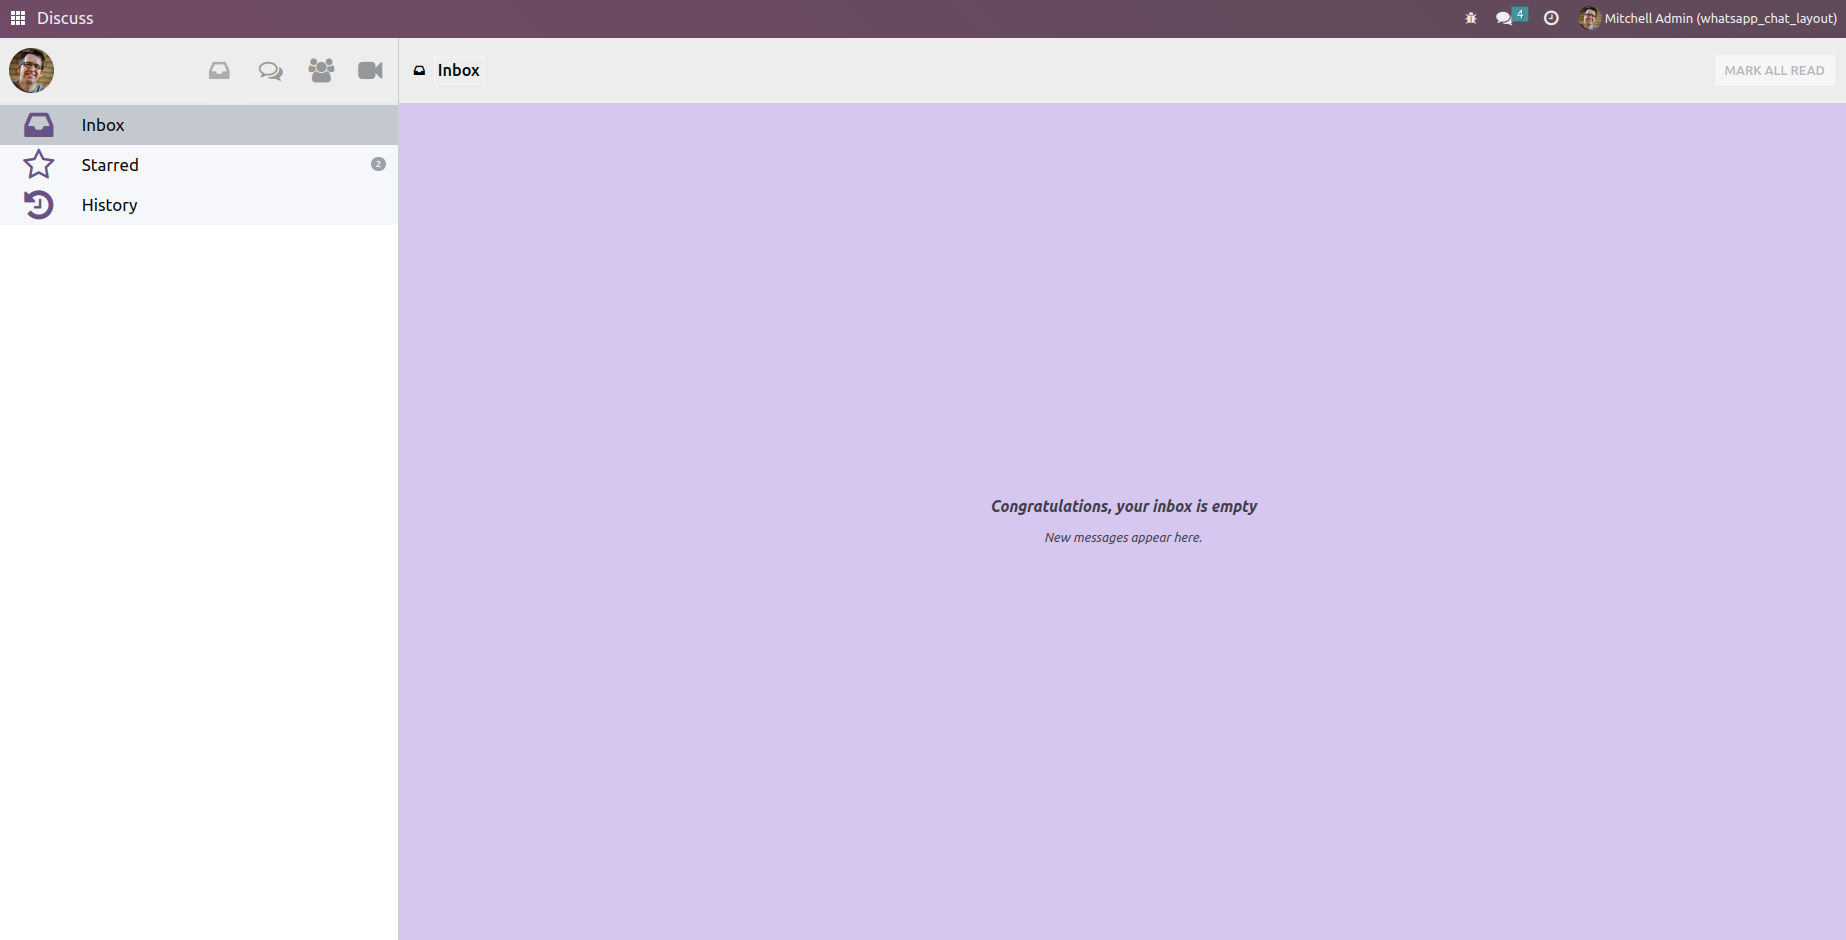 Discuss
4
Mitchell Admin (whatsapp_chat_layout)
Inbox
MARK ALL READ
Inbox
Starred
2
History
Congratulations, your inbox is empty
New messages appear here.